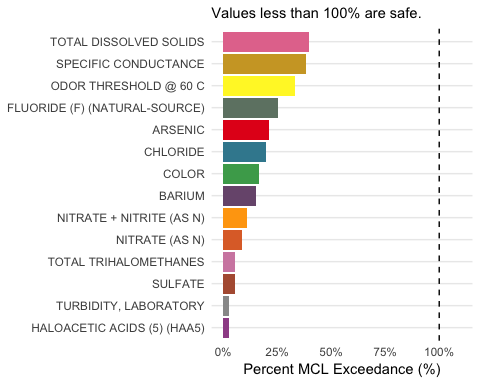 Values less than 100% are safe.
TOTAL DISSOLVED SOLIDS
SPECIFIC CONDUCTANCE
ODOR THRESHOLD @ 60 C
FLUORIDE (F) (NATURAL-SOURCE)
ARSENIC
CHLORIDE
COLOR
BARIUM
NITRATE + NITRITE (AS N)
NITRATE (AS N)
TOTAL TRIHALOMETHANES
SULFATE
TURBIDITY, LABORATORY
HALOACETIC ACIDS (5) (HAA5)
0% 25% 50% 75% 100%
Percent MCL Exceedance (%)